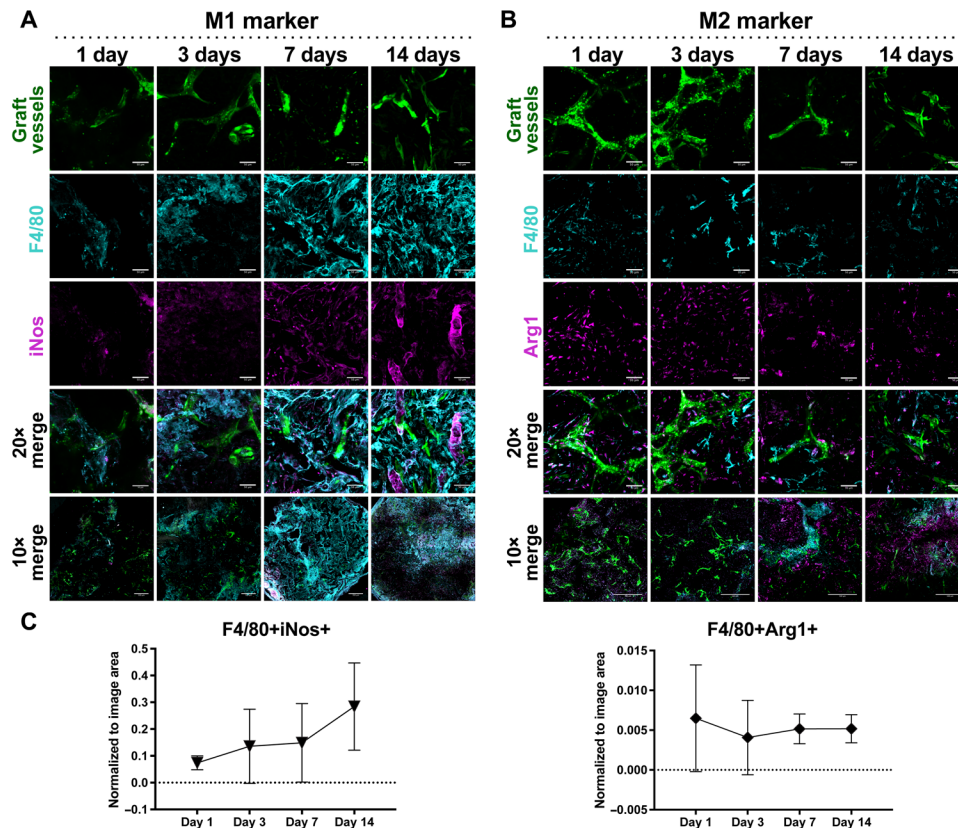 A
M1 marker
1 day 3 days 7 days 14 days
Graft vessels
F4/80
iNos
20× merge
10× merge
B
M2 marker
1 day 3 days 7 days 14 days
Graft vessels
F4/80
Arg1
20× merge
10× merge
C
F4/80+iNos+
Normalized to image area
0.5
0.4
0.3
0.2
0.1
0.0
–0.1
Day 1 Day 3 Day 7 Day 14
F4/80+Arg1+
Normalized to image area
0.015
0.010
0.005
0.000
–0.005
Day 1 Day 3 Day 7 Day 14